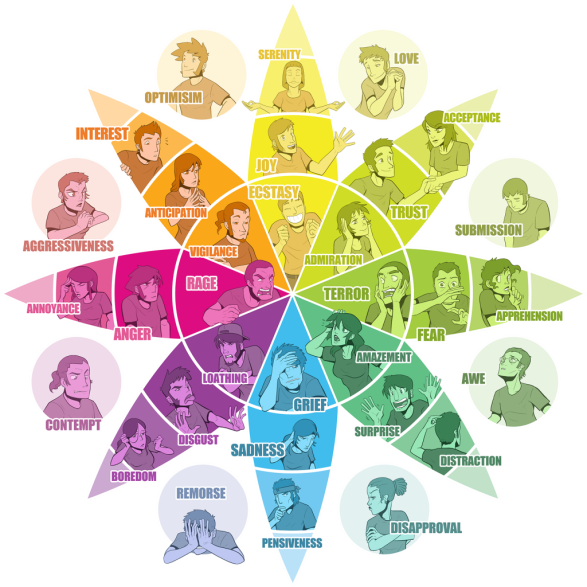 SERENITY
LOVE
OPTIMISIM
ACCEPTANCE
INTEREST
JOY
ECSTASY
ANTICIPATION
TRUST
SUBMISSION
AGGRESSIVENESS
VIGILANCE
ADMIRATION
RAGE
TERROR
ANNOYANCE
ANGER
FEAR
APPREHENSION
AMAZEMENT
LOATHING
AWE
GRIEF
CONTEMPT
SURPRISE
DISGUST
SADNESS
DISTRACTION
BOREDOM
REMORSE
DISAPPROVAL
PENSIVENESS